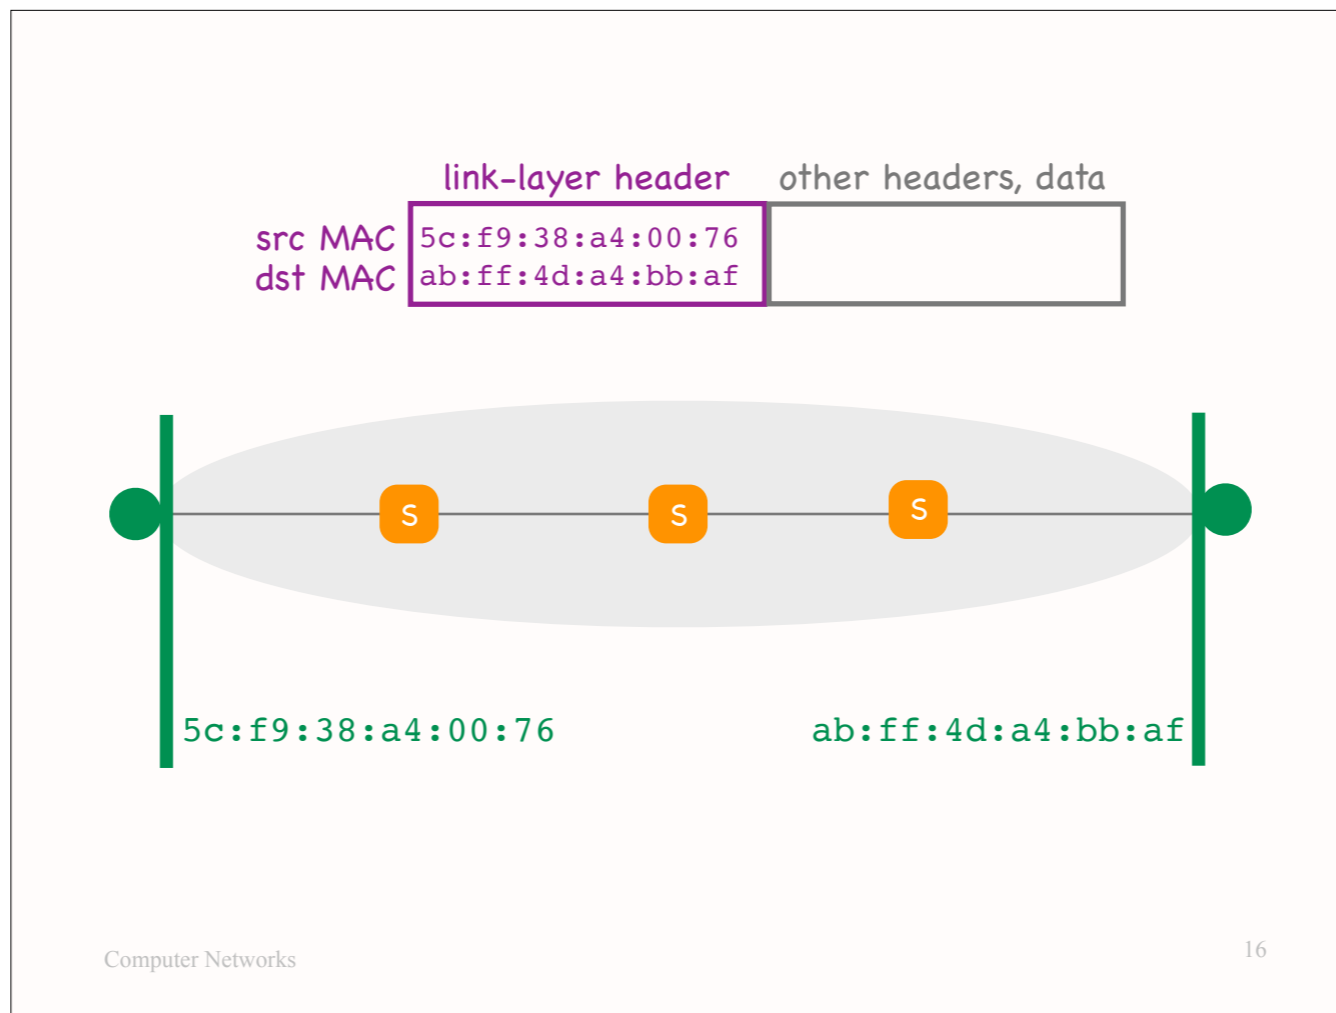 link-layer header other headers, data
src MAC 5c:f9:38:a4:00:76
dst MAC ab:ff:4d:a4:bb:af
S S S
5c:f9:38:a4:00:76 ab:ff:4d:a4:bb:af
Computer Networks 16